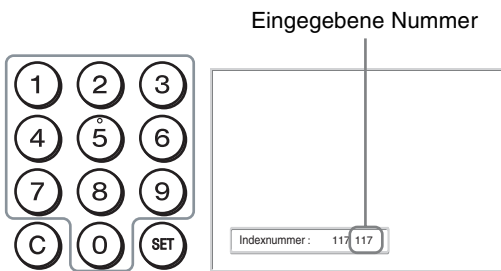 Eingegebene Nummer
1 2 3
4 5 6
7 8 9
C 0 SET
Indexnummer : 117 117